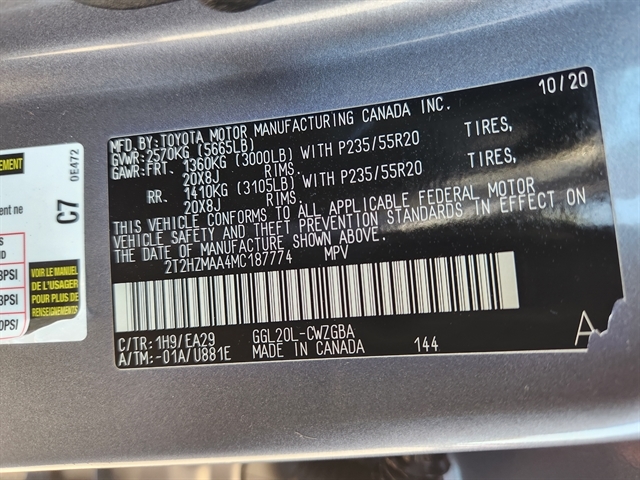 10/20
MFD.BY:TOYOTA MOTOR MANUFACTURING CANADA INC.
GVWR:2570KG (5665LB)
GAWR:FRT. 1360KG (3000LB) WITH P235/55R20 TIRES,
20X8J RIMS.
RR. 1410KG (3105LB) WITH P235/55R20 TIRES,
20X8J RIMS.
THIS VEHICLE CONFORMS TO ALL APPLICABLE FEDERAL MOTOR
VEHICLE SAFETY AND THEFT PREVENTION STANDARDS IN EFFECT ON
THE DATE OF MANUFACTURE SHOWN ABOVE.
2T2HZMAA4MC187774 MPV
C/TR:1H9/EA29 GGL20L-CWZGBA
A/TM:-01A/U881E MADE IN CANADA 144
A
C7
0E472
VOIR LE MANUEL
DE L'USAGER
POUR PLUS DE
RENSEIGNEMENTS
ne
PSI
PSI
PSI